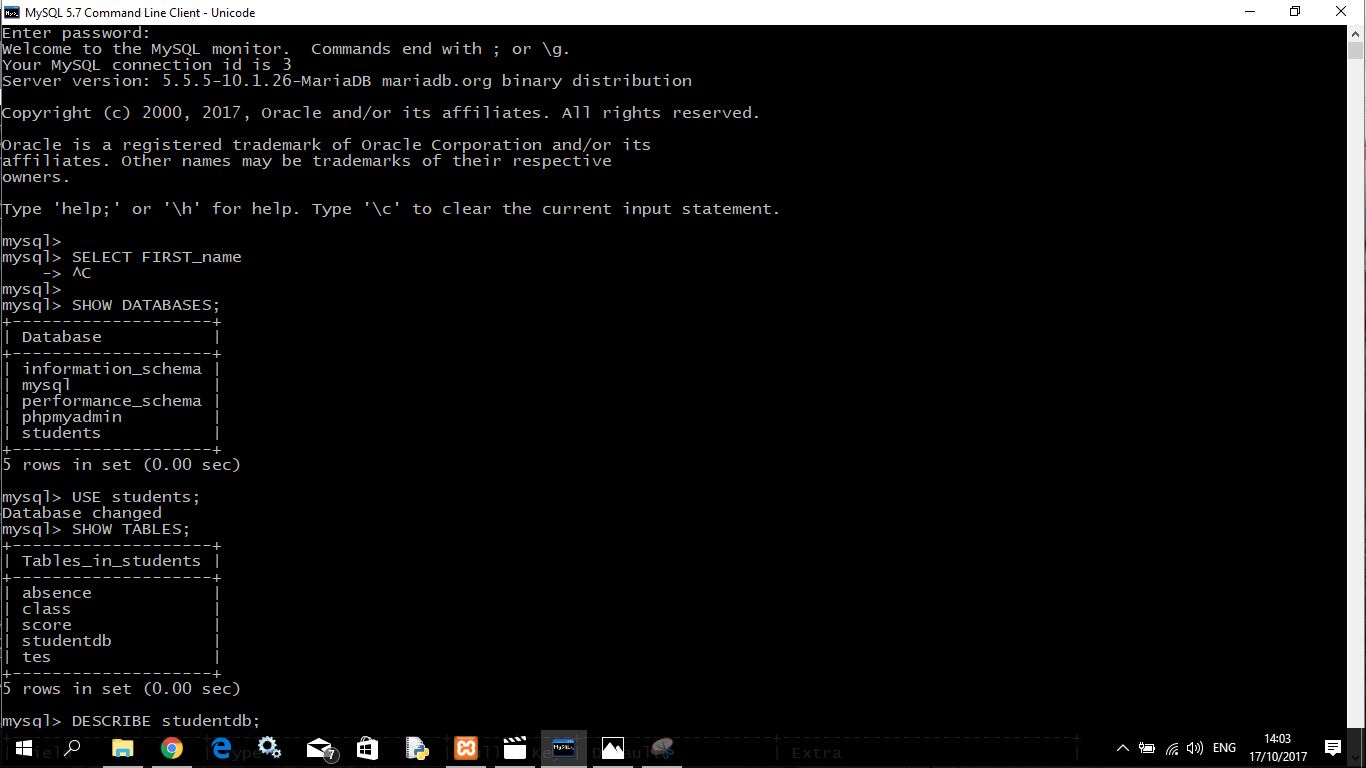 MySQL 5.7 Command Line Client - Unicode
Enter password:
Welcome to the MySQL monitor.  Commands end with ; or \g.
Your MySQL connection id is 3
Server version: 5.5.5-10.1.26-MariaDB mariadb.org binary distribution
Copyright (c) 2000, 2017, Oracle and/or its affiliates. All rights reserved.
Oracle is a registered trademark of Oracle Corporation and/or its
affiliates. Other names may be trademarks of their respective
owners.
Type 'help;' or '\h' for help. Type '\c' to clear the current input statement.
mysql>
mysql> SELECT FIRST_name
    -> ^C
mysql>
mysql> SHOW DATABASES;
+--------------------+
| Database           |
+--------------------+
| information_schema |
| mysql              |
| performance_schema |
| phpmyadmin         |
| students           |
+--------------------+
5 rows in set (0.00 sec)
mysql> USE students;
Database changed
mysql> SHOW TABLES;
+--------------------+
| Tables_in_students |
+--------------------+
| absence            |
| class              |
| score              |
| studentdb          |
| tes                |
+--------------------+
5 rows in set (0.00 sec)
mysql> DESCRIBE studentdb;
Extra
7
ENG
14:03
17/10/2017